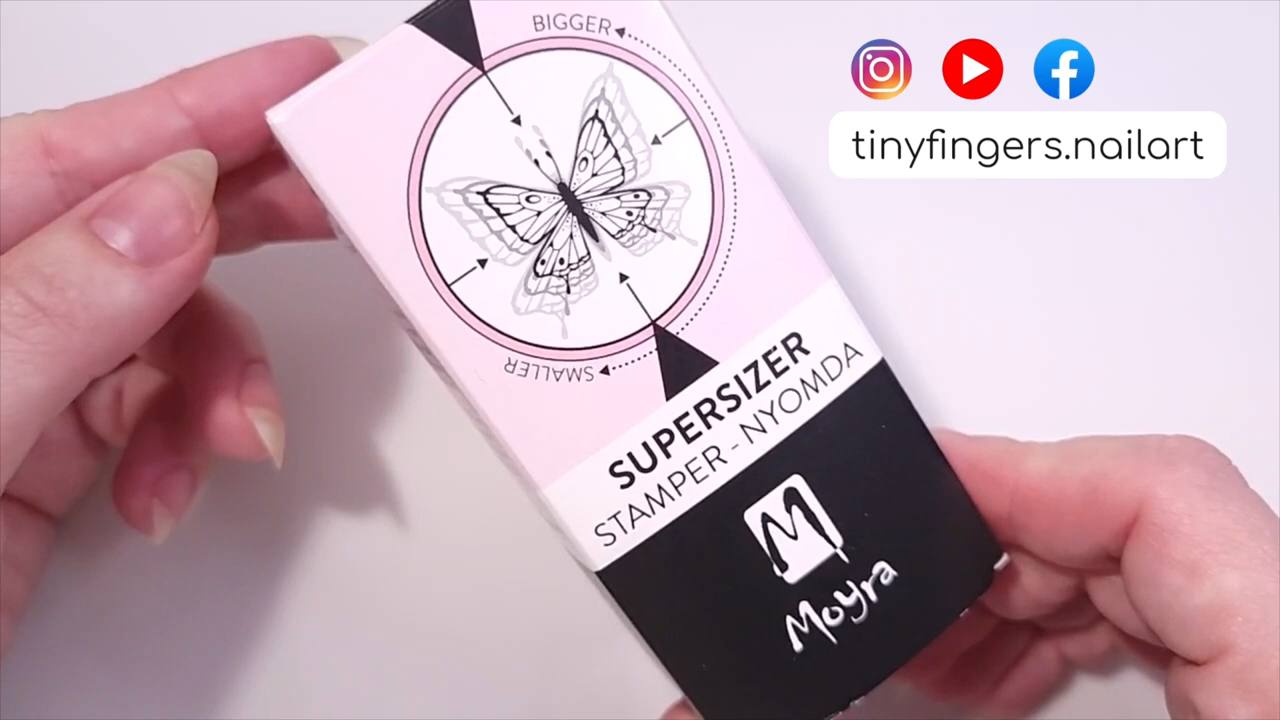 BIGGER
tinyfingers.nailart
SMALLER
SUPERSIZER
STAMPER - NYOMDA
M
Moyra